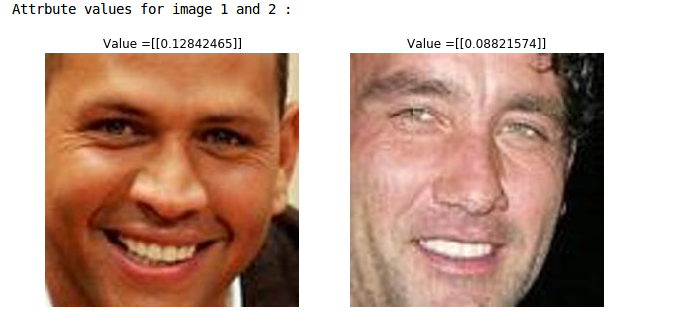 Attrbute values for image 1 and 2 :
Value =[[0.12842465]]
Value =[[0.08821574]]